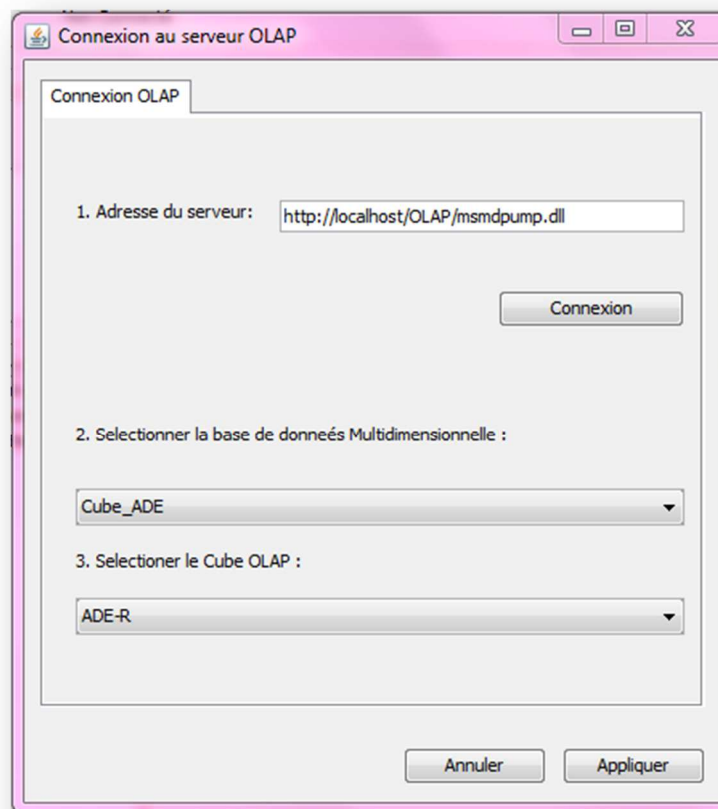 Connexion au serveur OLAP
Connexion OLAP
1. Adresse du serveur: http://localhost/OLAP/msmdpump.dll
Connexion
2. Selectionner la base de donneés Multidimensionnelle :
Cube_ADE
3. Selectioner le Cube OLAP :
ADE-R
Annuler Appliquer